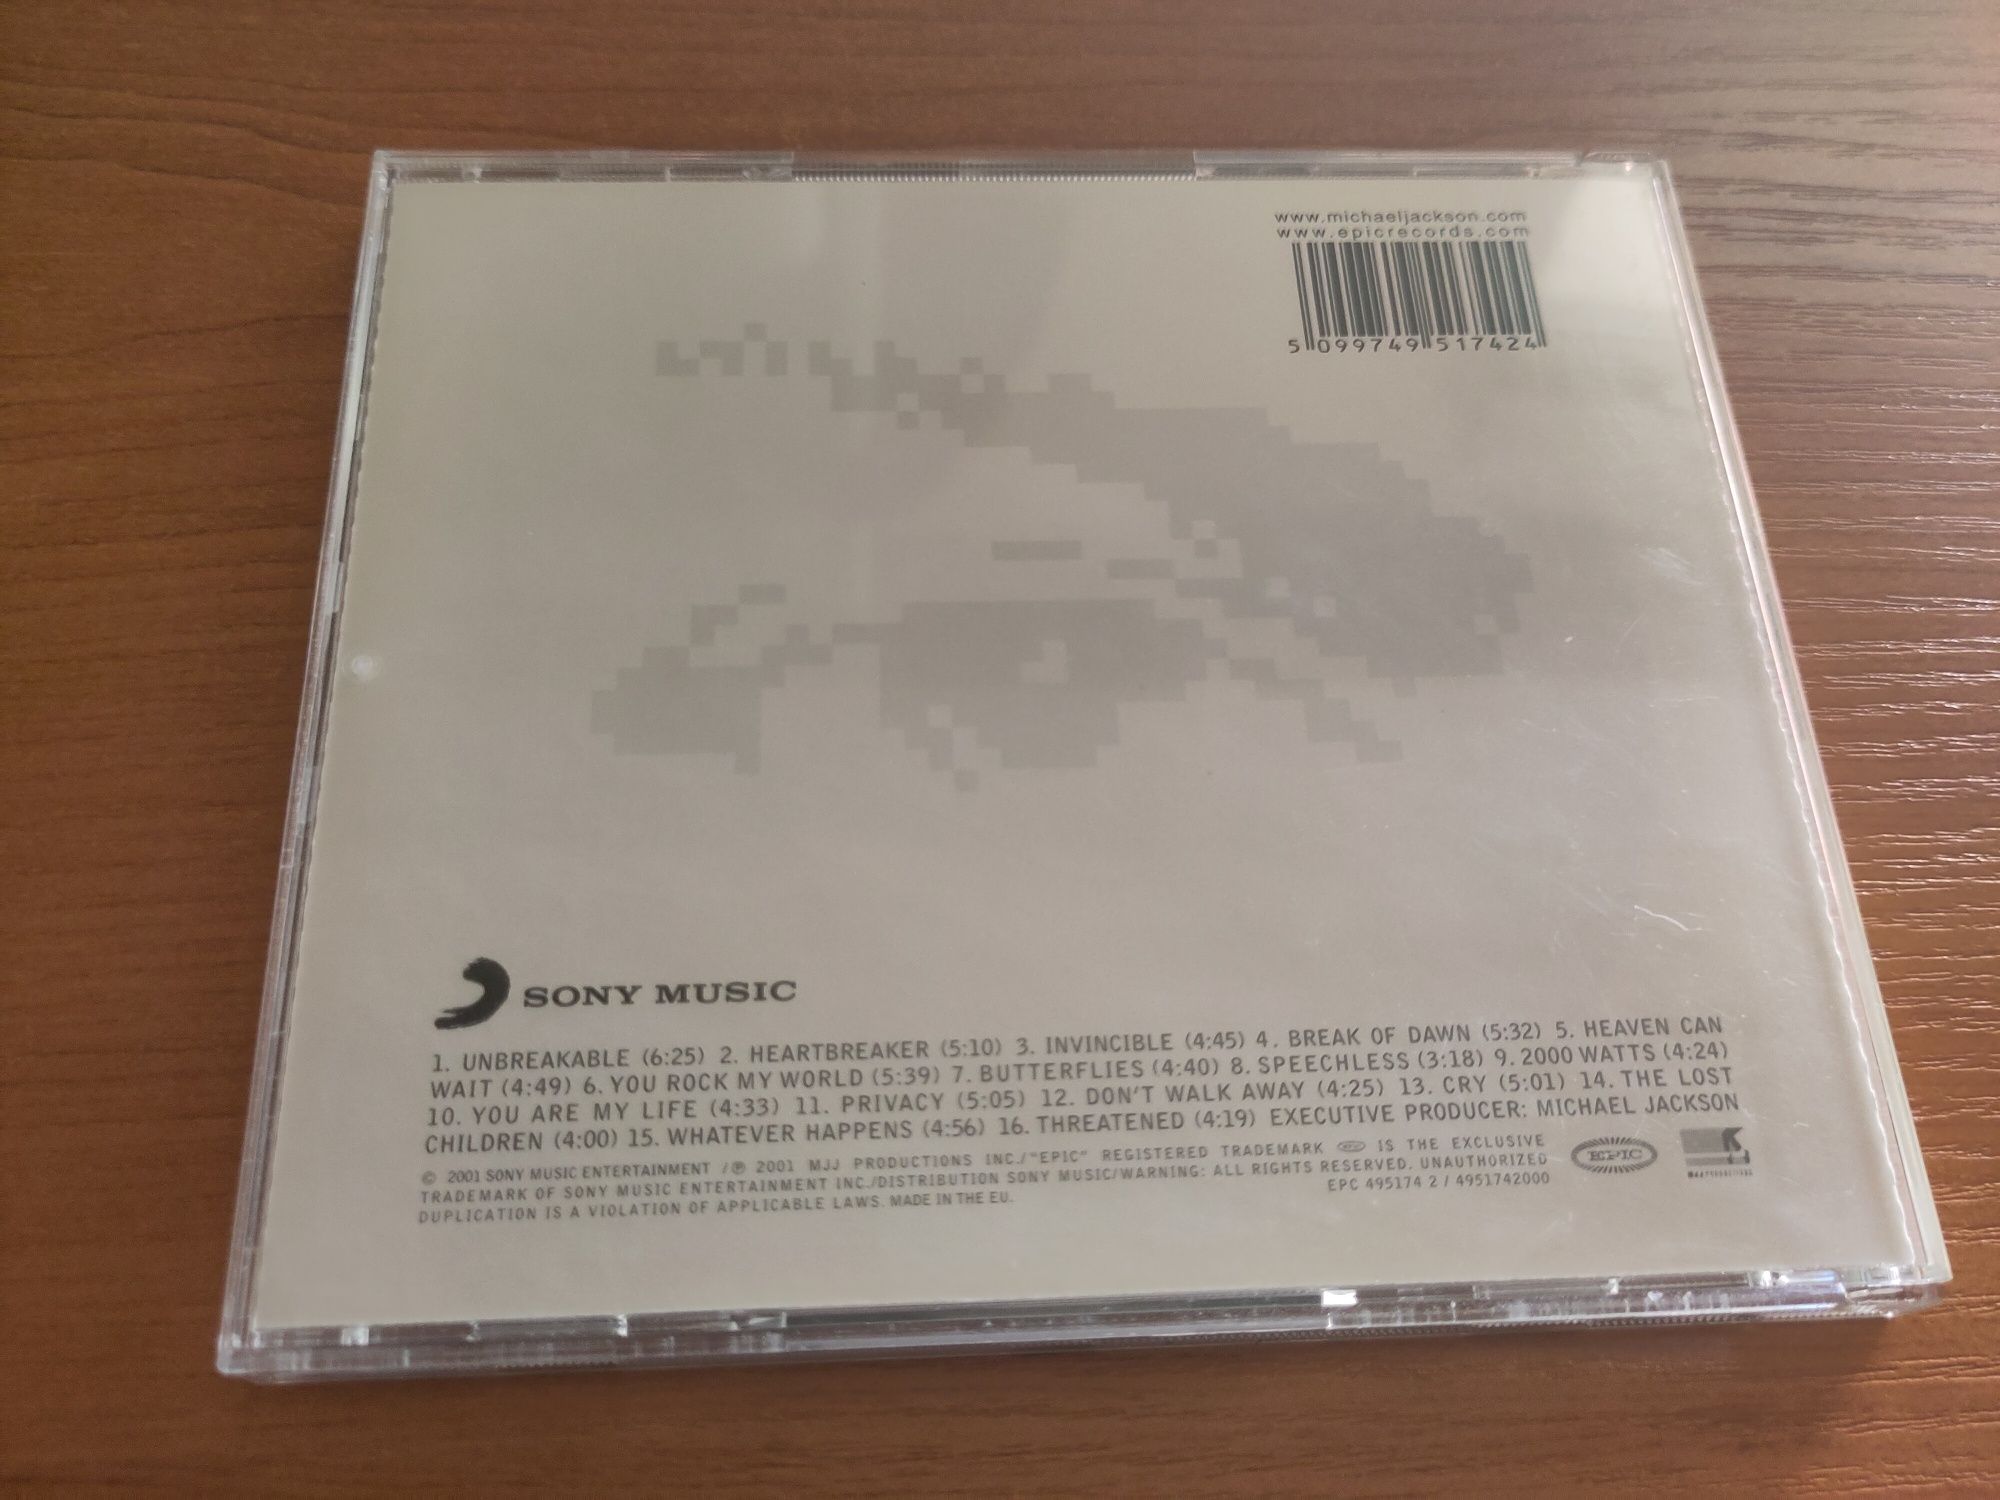 www.michaeljackson.com
www.epicrecords.com
5 099749 517424
SONY MUSIC
1. UNBREAKABLE (6:25) 2. HEARTBREAKER (5:10) 3. INVINCIBLE (4:45) 4. BREAK OF DAWN (5:32) 5. HEAVEN CAN
WAIT (4:49) 6. YOU ROCK MY WORLD (5:39) 7. BUTTERFLIES (4:40) 8. SPEECHLESS (3:18) 9. 2000 WATTS (4:24)
10. YOU ARE MY LIFE (4:33) 11. PRIVACY (5:05) 12. DON'T WALK AWAY (4:25) 13. CRY (5:01) 14. THE LOST
CHILDREN (4:00) 15. WHATEVER HAPPENS (4:56) 16. THREATENED (4:19) EXECUTIVE PRODUCER: MICHAEL JACKSON
© 2001 SONY MUSIC ENTERTAINMENT /℗ 2001 MJJ PRODUCTIONS INC./"EPIC" REGISTERED TRADEMARK EPIC IS THE EXCLUSIVE
TRADEMARK OF SONY MUSIC ENTERTAINMENT INC./DISTRIBUTION SONY MUSIC/WARNING: ALL RIGHTS RESERVED. UNAUTHORIZED
DUPLICATION IS A VIOLATION OF APPLICABLE LAWS. MADE IN THE EU.
EPC 495174 2 / 4951742000
EPIC